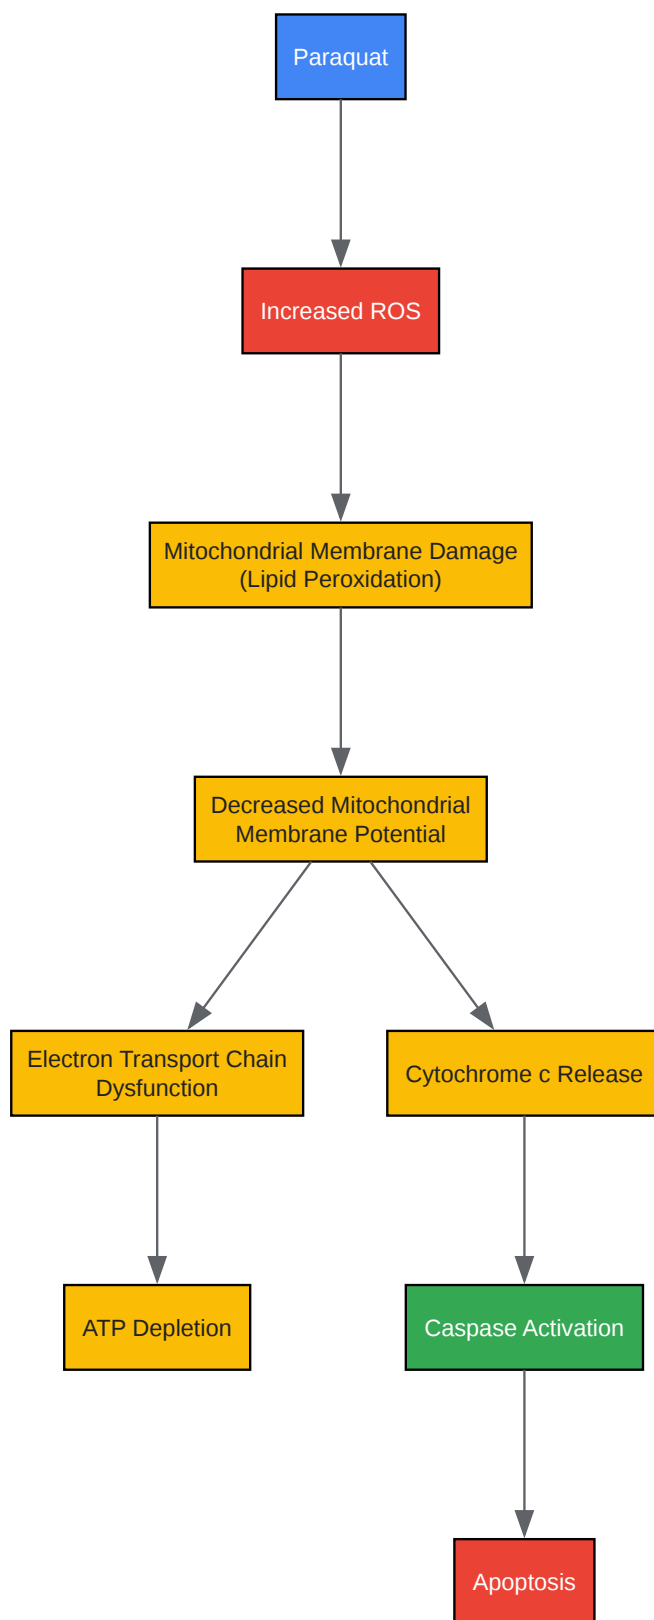 Paraquat
Increased ROS
Mitochondrial Membrane Damage
(Lipid Peroxidation)
Decreased Mitochondrial
Membrane Potential
Electron Transport Chain
Dysfunction
Cytochrome c Release
ATP Depletion
Caspase Activation
Apoptosis